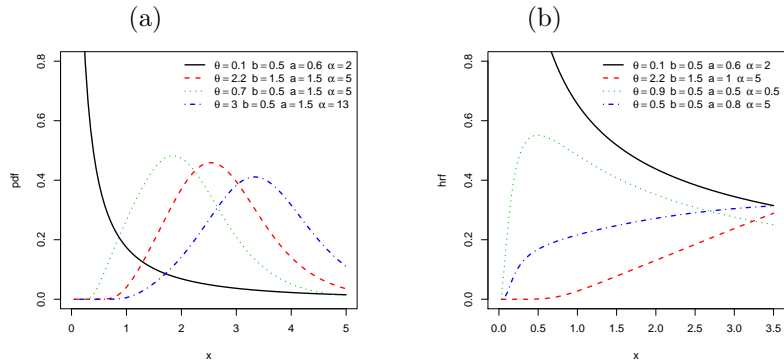 (a)
θ = 0.1 b = 0.5 a = 0.6 α = 2
θ = 2.2 b = 1.5 a = 1.5 α = 5
θ = 0.7 b = 0.5 a = 1.5 α = 5
θ = 3 b = 0.5 a = 1.5 α = 13
pdf
0.8
0.6
0.4
0.2
0.0
0 1 2 3 4 5
x
(b)
θ = 0.1 b = 0.5 a = 0.6 α = 2
θ = 2.2 b = 1.5 a = 1 α = 5
θ = 0.9 b = 0.5 a = 0.5 α = 0.5
θ = 0.5 b = 0.5 a = 0.8 α = 5
hrf
0.8
0.6
0.4
0.2
0.0
0.0 0.5 1.0 1.5 2.0 2.5 3.0 3.5
x